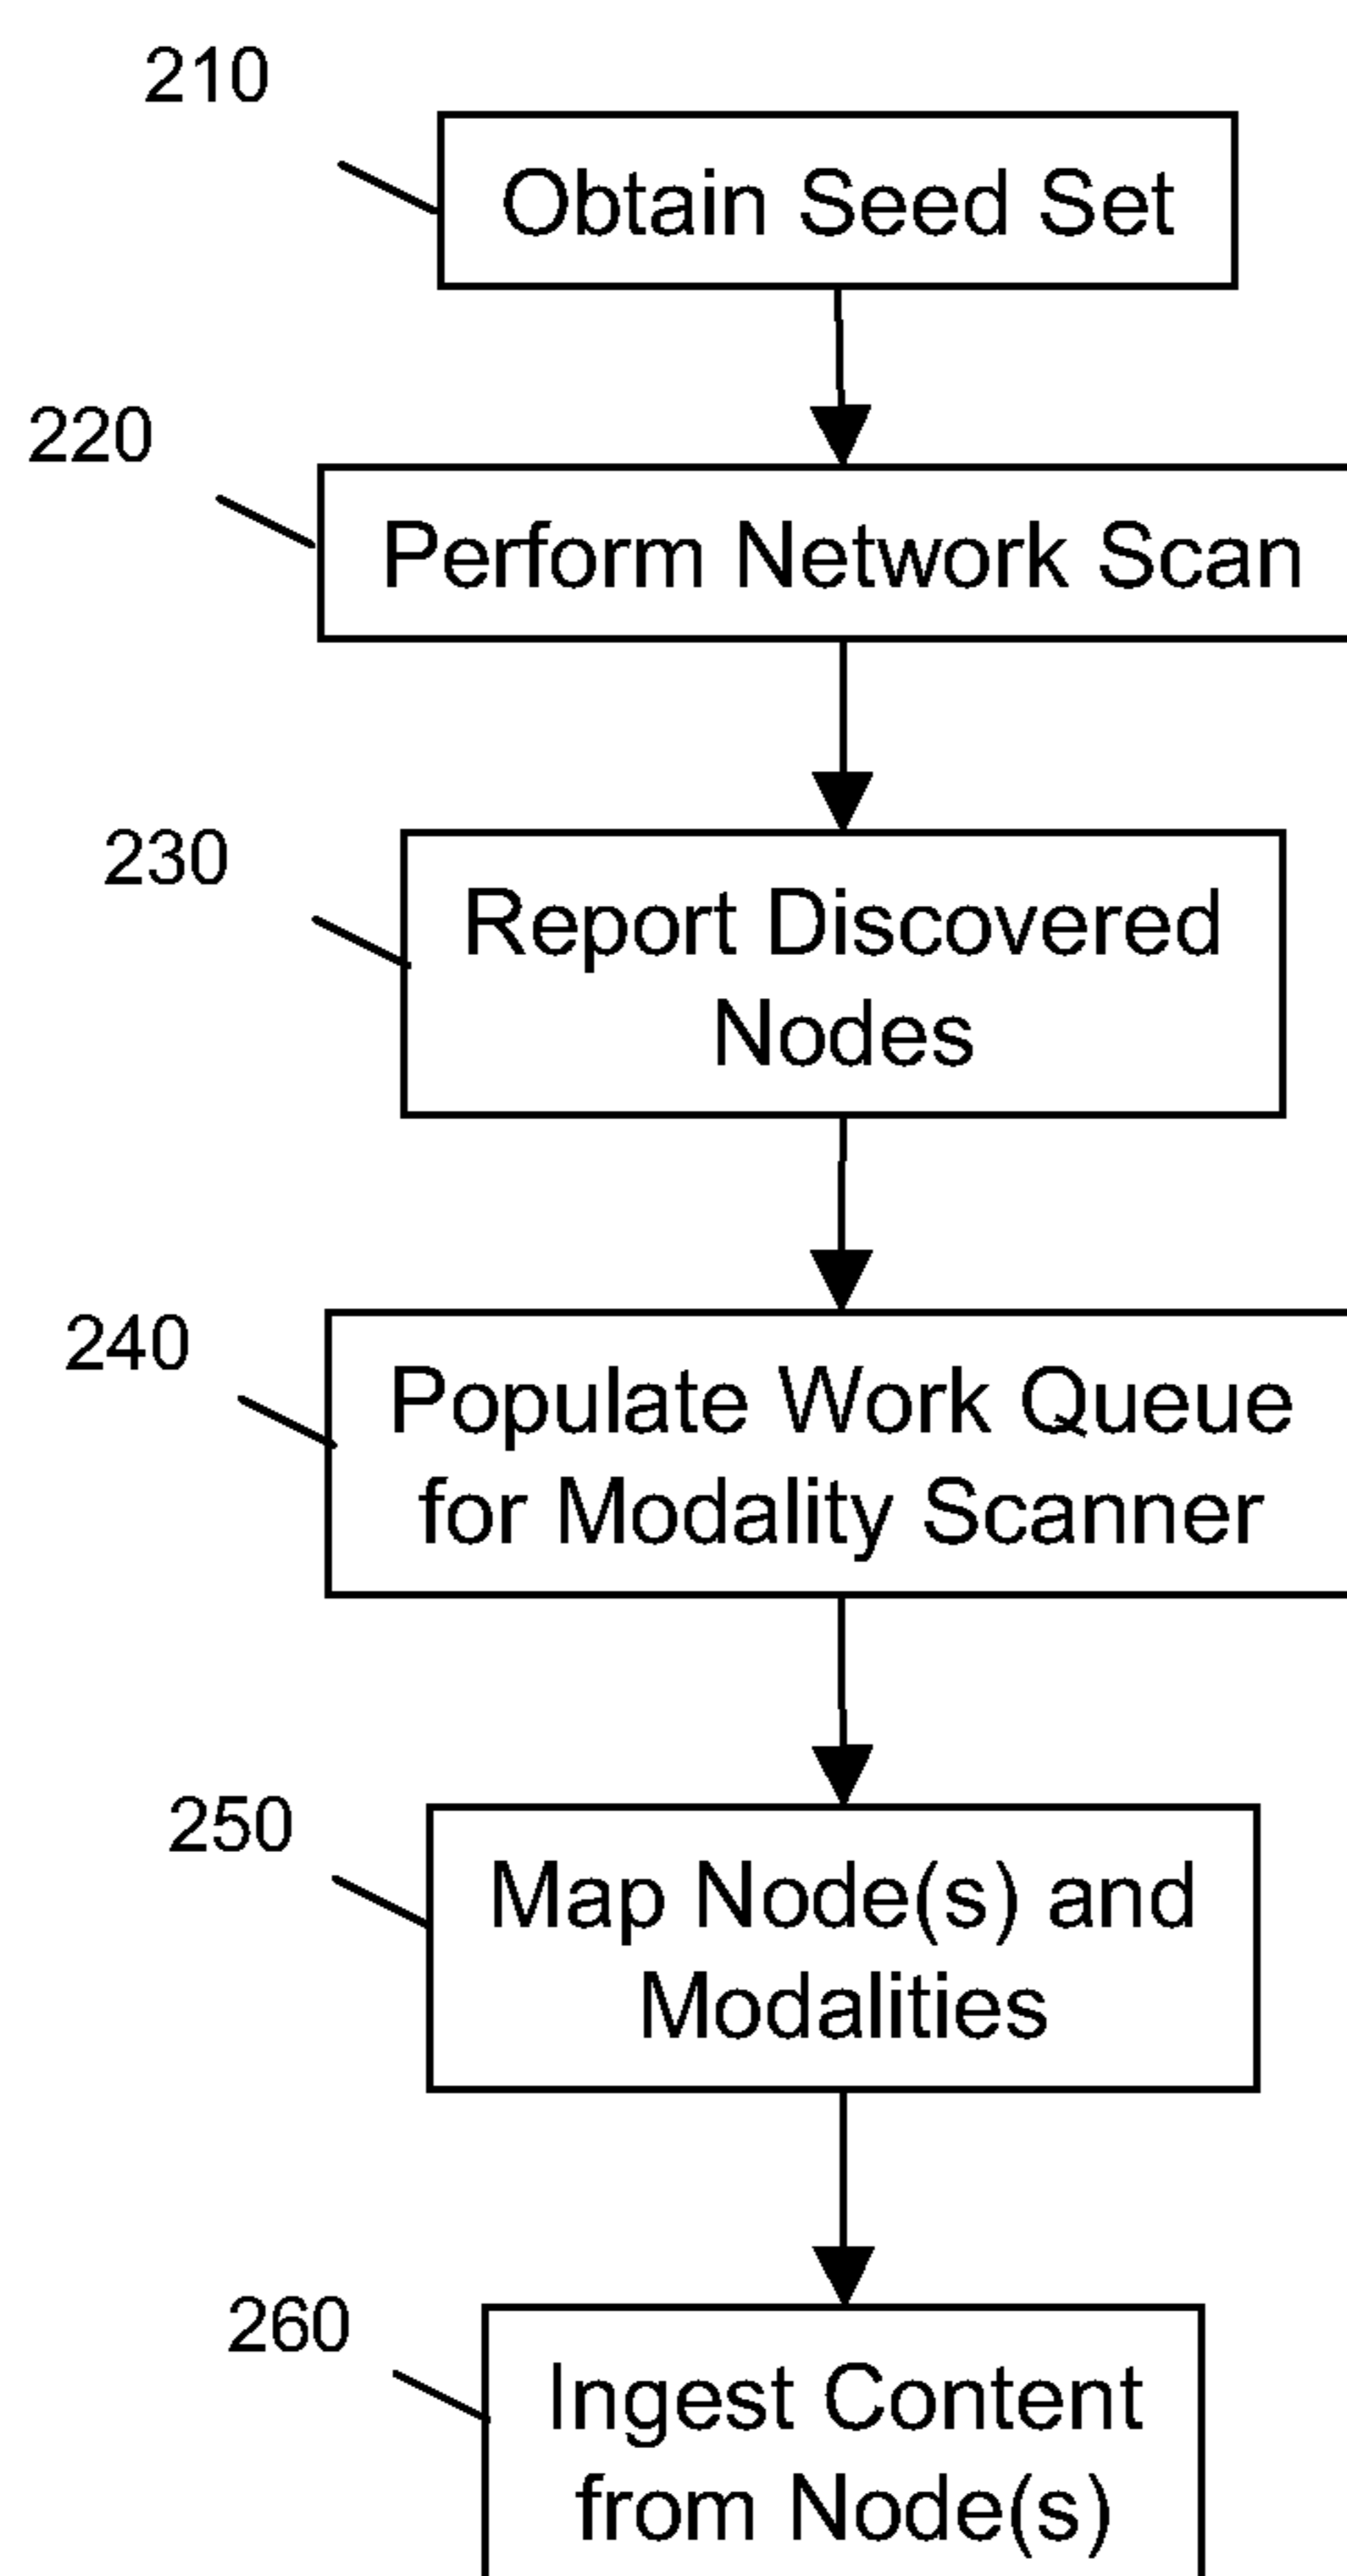 210
Obtain Seed Set
220
Perform Network Scan
230
Report Discovered
Nodes
240
Populate Work Queue
for Modality Scanner
250
Map Node(s) and
Modalities
260
Ingest Content
from Node(s)